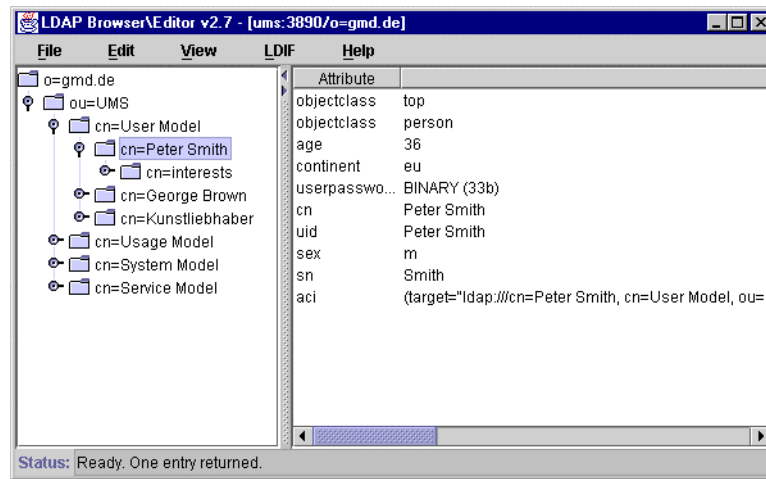 LDAP Browser\Editor v2.7 - [ums:3890/o=gmd.de]
File Edit View LDIF Help
o=gmd.de
ou=UMS
cn=User Model
cn=Peter Smith
cn=interests
cn=George Brown
cn=Kunstliebhaber
cn=Usage Model
cn=System Model
cn=Service Model
Attribute
objectclass top
objectclass person
age 36
continent eu
userpasswo... BINARY (33b)
cn Peter Smith
uid Peter Smith
sex m
sn Smith
aci (target="ldap:///cn=Peter Smith, cn=User Model, ou=
Status: Ready. One entry returned.